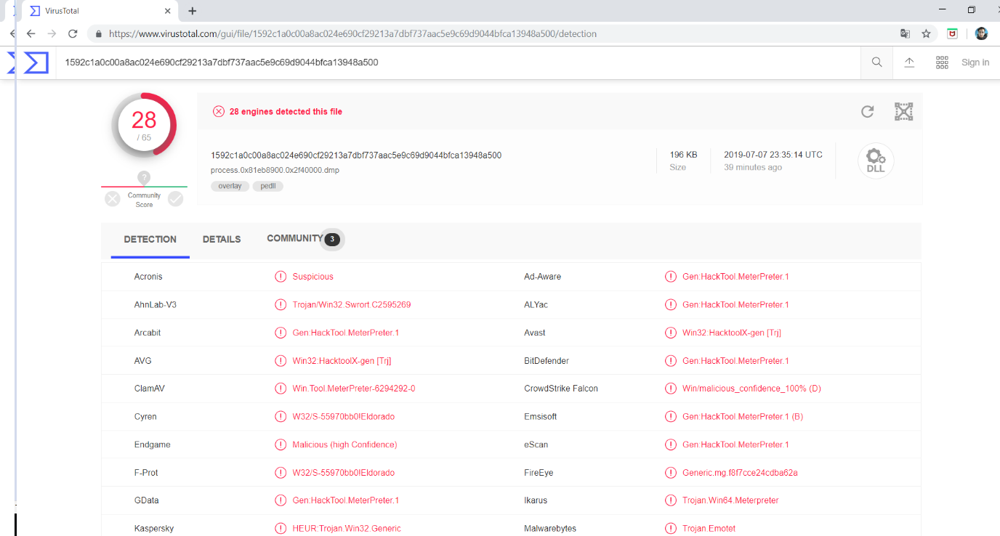 VirusTotal
https://www.virustotal.com/gui/file/1592c1a0c00a8ac024e690cf29213a7dbf737aac5e9c69d9044bfca13948a500/detection
1592c1a0c00a8ac024e690cf29213a7dbf737aac5e9c69d9044bfca13948a500
Sign in
28
/ 65
28 engines detected this file
1592c1a0c00a8ac024e690cf29213a7dbf737aac5e9c69d9044bfca13948a500
process.0x81eb8900.0x2f40000.dmp
overlay pedll
196 KB
Size
2019-07-07 23:35:14 UTC
39 minutes ago
DLL
?
Community
Score
DETECTION DETAILS COMMUNITY 3
Acronis Suspicious Ad-Aware Gen:HackTool.MeterPreter.1
AhnLab-V3 Trojan/Win32.Swrort.C2595269 ALYac Gen:HackTool.MeterPreter.1
Arcabit Gen:HackTool.MeterPreter.1 Avast Win32:HacktoolX-gen [Trj]
AVG Win32:HacktoolX-gen [Trj] BitDefender Gen:HackTool.MeterPreter.1
ClamAV Win.Tool.MeterPreter-6294292-0 CrowdStrike Falcon Win/malicious_confidence_100% (D)
Cyren W32/S-55970bb0!Eldorado Emsisoft Gen:HackTool.MeterPreter.1 (B)
Endgame Malicious (high Confidence) eScan Gen:HackTool.MeterPreter.1
F-Prot W32/S-55970bb0!Eldorado FireEye Generic.mg.f8f7cce24cdba62a
GData Gen:HackTool.MeterPreter.1 Ikarus Trojan.Win64.Meterpreter
Kaspersky HEUR:Trojan.Win32.Generic Malwarebytes Trojan.Emotet